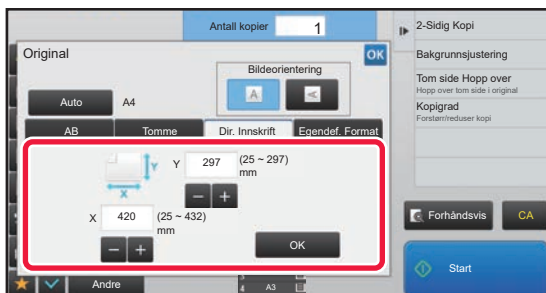 Antall kopier 1
Original OK
Bildeorientering
A A
Auto A4
AB Tomme Dir. Innskrift Egendef. Format
Y Y 297 (25 ~ 297)
mm
X
X 420 (25 ~ 432)
mm
OK
Andre
A3
2-Sidig Kopi
Bakgrunnsjustering
Tom side Hopp over
Hopp over tom side i original
Kopigrad
Forstørr/reduser kopi
Forhåndsvis CA
Start